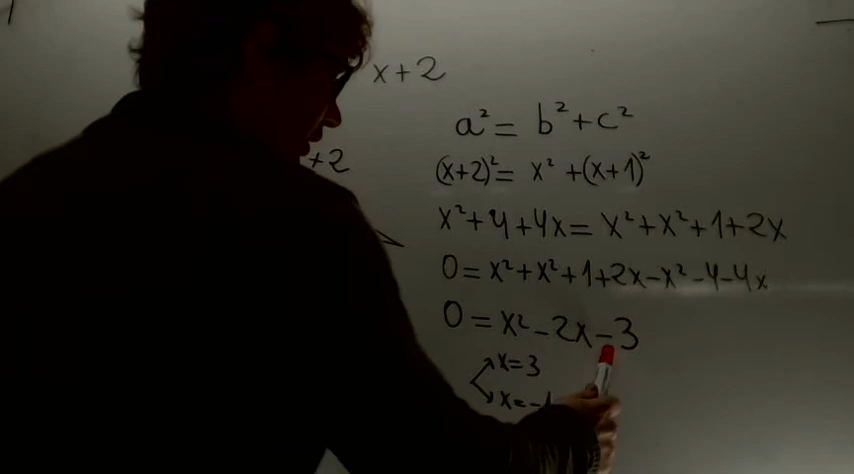 x+2
a²= b²+c²
+2
(x+2)²= x² +(x+1)²
x²+4+4x= x²+x²+1+2x
0=x²+x²+1+2x-x²-4-4x
0=x²-2x-3
x=3
x=-1